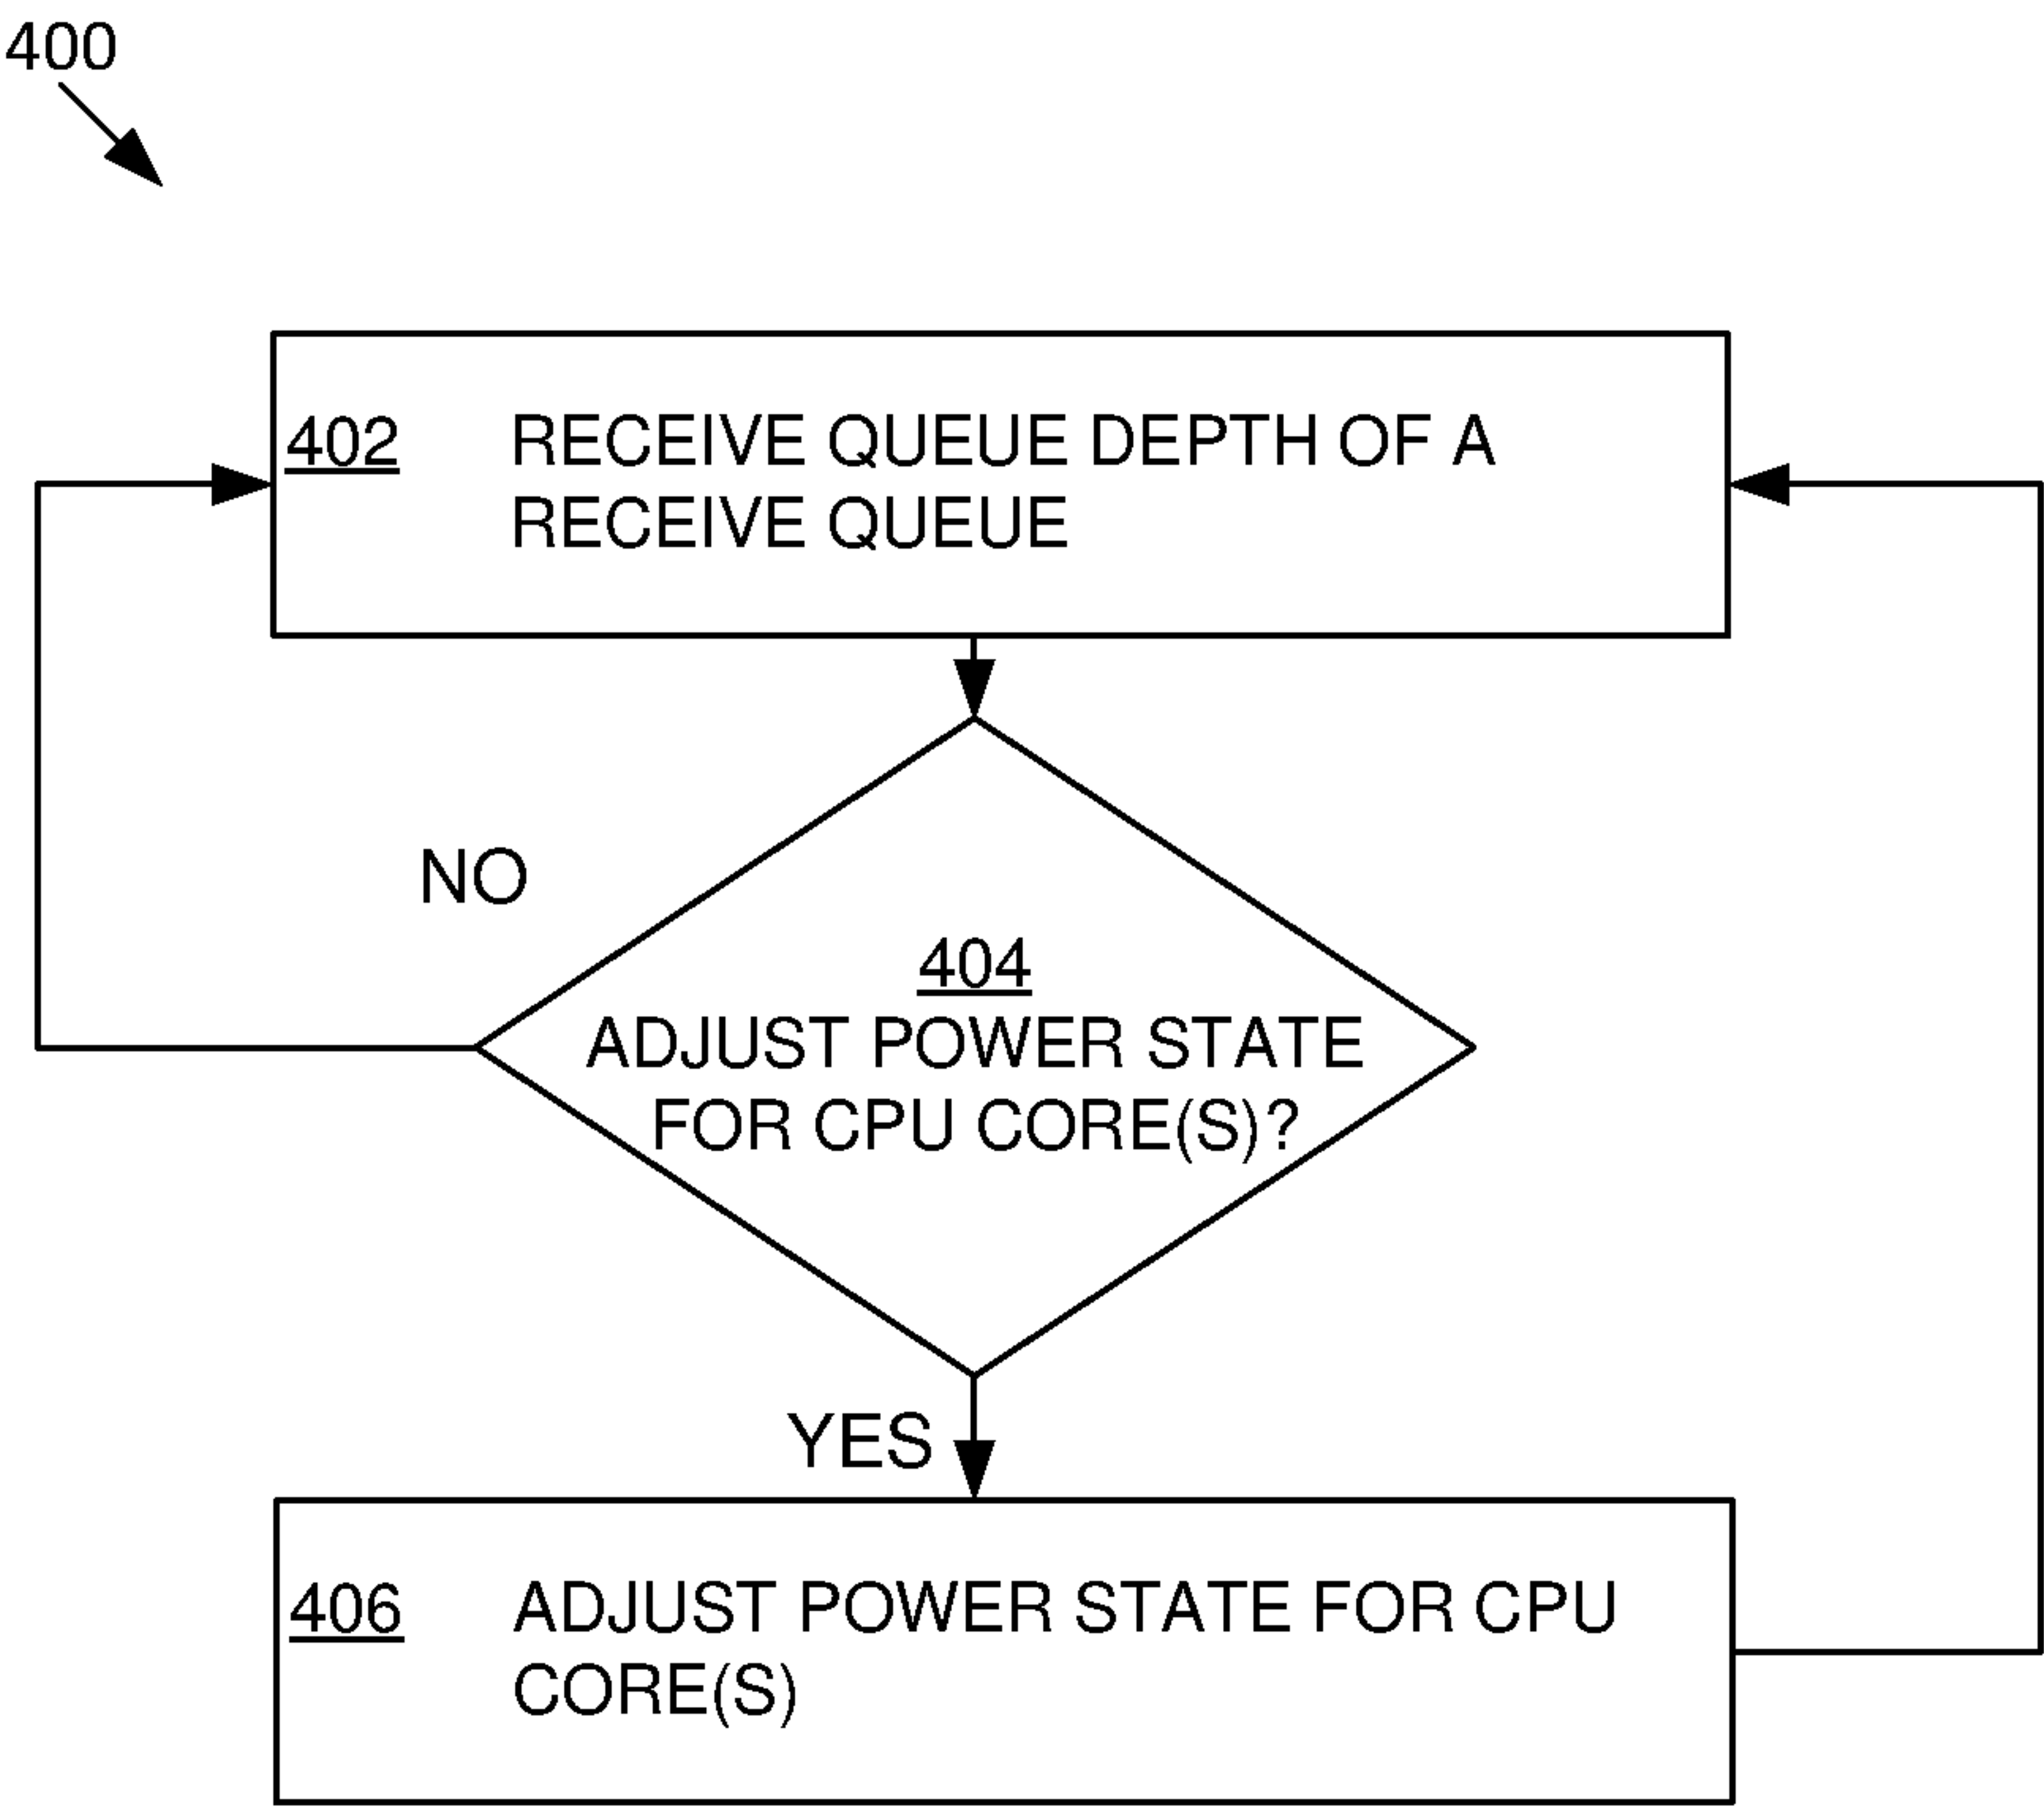 400
402 RECEIVE QUEUE DEPTH OF A
RECEIVE QUEUE
NO
404
ADJUST POWER STATE
FOR CPU CORE(S)?
YES
406 ADJUST POWER STATE FOR CPU
CORE(S)